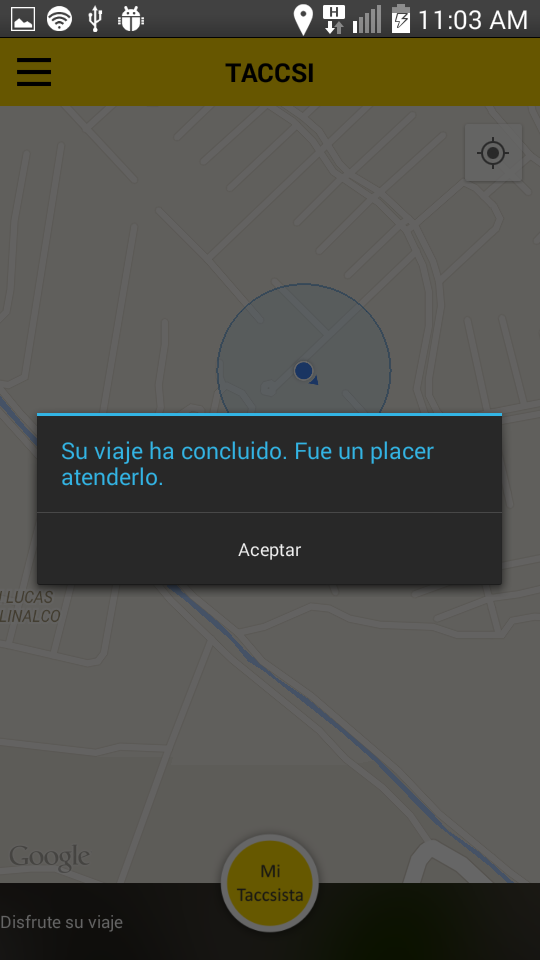 H
11:03 AM
TACCSI
Su viaje ha concluido. Fue un placer
atenderlo.
Aceptar
LUCAS
LINALCO
Google
Mi
Taccsista
Disfrute su viaje